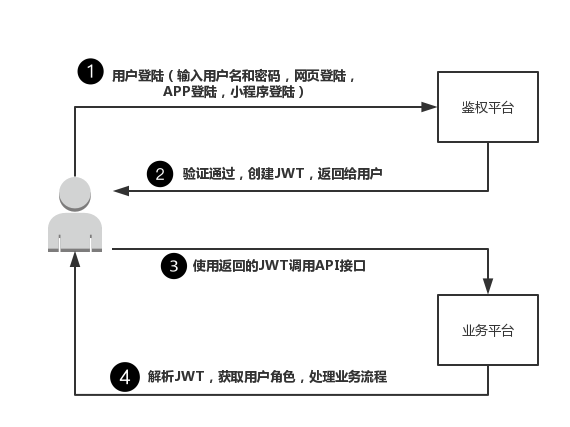 1 用户登陆（输入用户名和密码，网页登陆，
APP登陆，小程序登陆）
鉴权平台
2 验证通过，创建JWT，返回给用户
3 使用返回的JWT调用API接口
业务平台
4 解析JWT，获取用户角色，处理业务流程